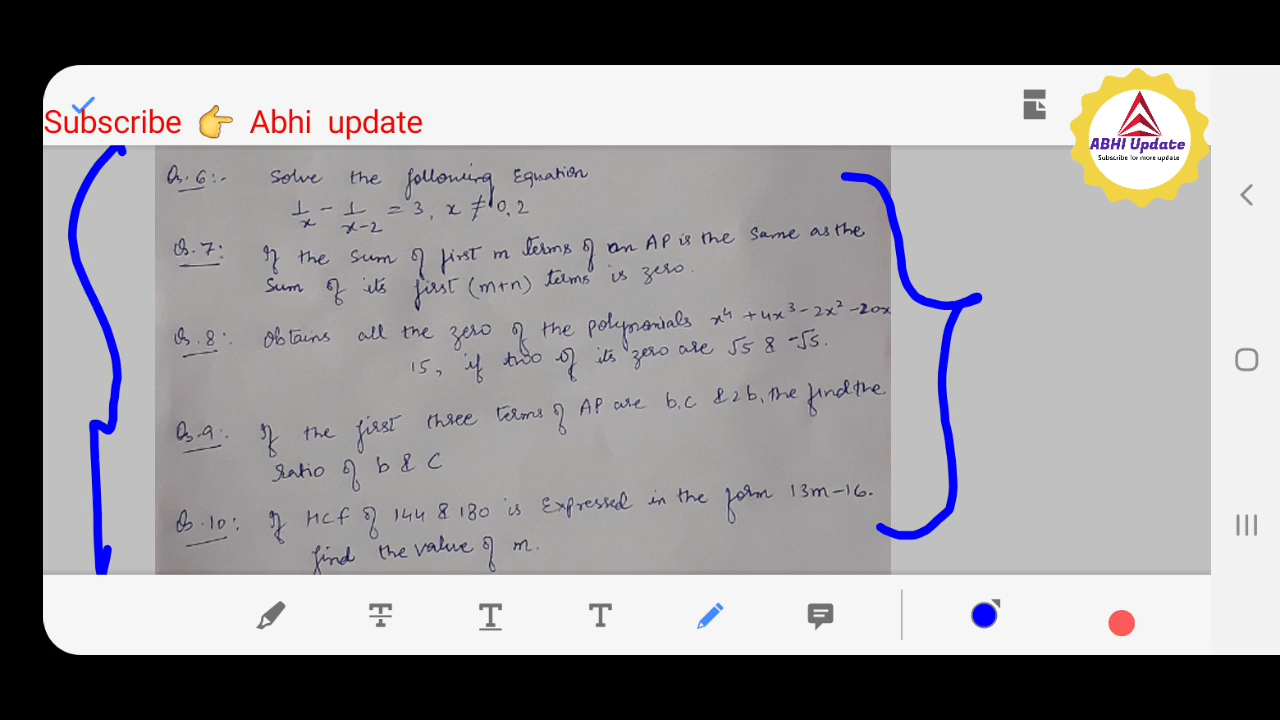 Subscribe 👉 Abhi update
ABHI Update
Subscribe for more update
Qs. 6:- Solve the following Equation
1/x - 1/x-2 = 3, x ≠ 0, 2
Qs. 7: If the Sum of first m terms of an AP is the same as the
Sum of its first (m+n) terms is zero.
Qs. 8: Obtains all the zero of the polynomials x⁴ +4x³ -2x² -20x
15, if two of its zero are √5 & -√5.
Qs. 9: If the first three terms of AP are b, c & 2b, the find the
ratio of b & C
Qs. 10: If HCf of 144 & 180 is Expressed in the form 13m-16.
find the value of m.